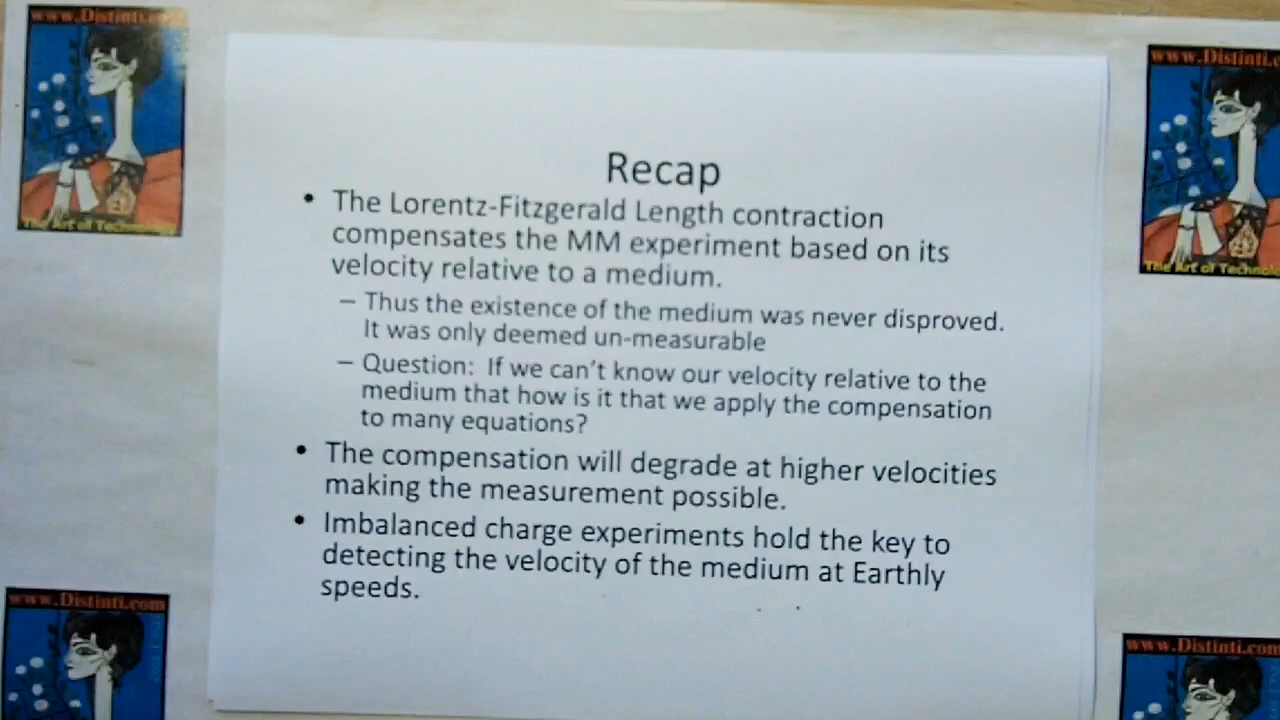 www.Distinti.com
www.Distinti.c
Recap
• The Lorentz-Fitzgerald Length contraction
compensates the MM experiment based on its
velocity relative to a medium.
– Thus the existence of the medium was never disproved.
It was only deemed un-measurable
– Question: If we can't know our velocity relative to the
medium that how is it that we apply the compensation
to many equations?
• The compensation will degrade at higher velocities
making the measurement possible.
• Imbalanced charge experiments hold the key to
detecting the velocity of the medium at Earthly
speeds.
The Art of Technology
The Art of Technolo
www.Distinti.com
www.Distinti.com